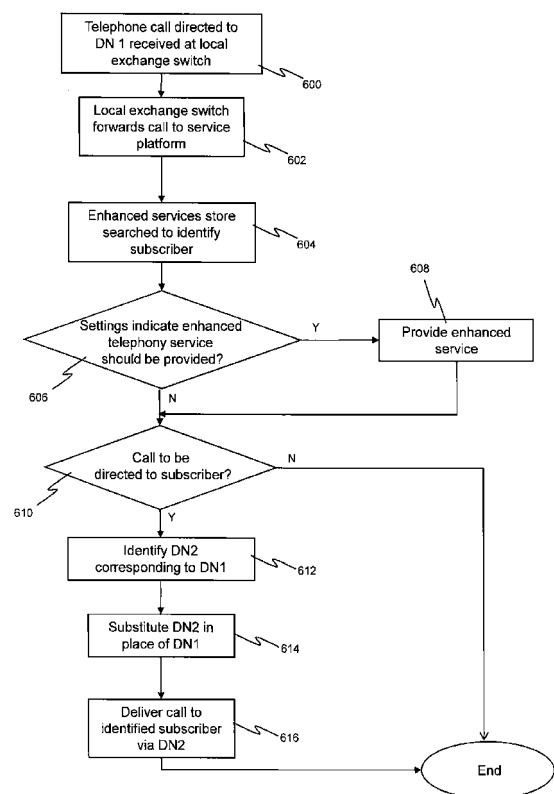 Telephone call directed to
DN 1 received at local
exchange switch
600
Local exchange switch
forwards call to service
platform
602
Enhanced services store
searched to identify
subscriber
604
608
Settings indicate enhanced
telephony service
should be provided?
Y
Provide enhanced
service
606
N
Call to be
directed to subscriber?
N
610
Y
Identify DN2
corresponding to DN1
612
Substitute DN2 in
place of DN1
614
Deliver call to
identified subscriber
via DN2
616
End